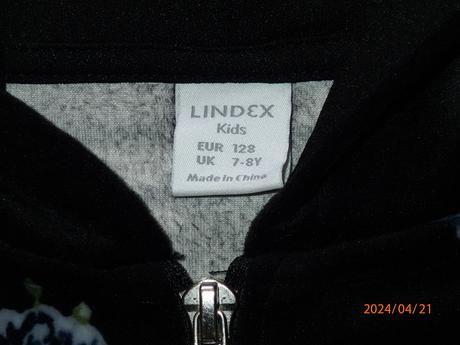 LINDEX
Kids
EUR 128
UK 7-8Y
Made in China
2024/04/21